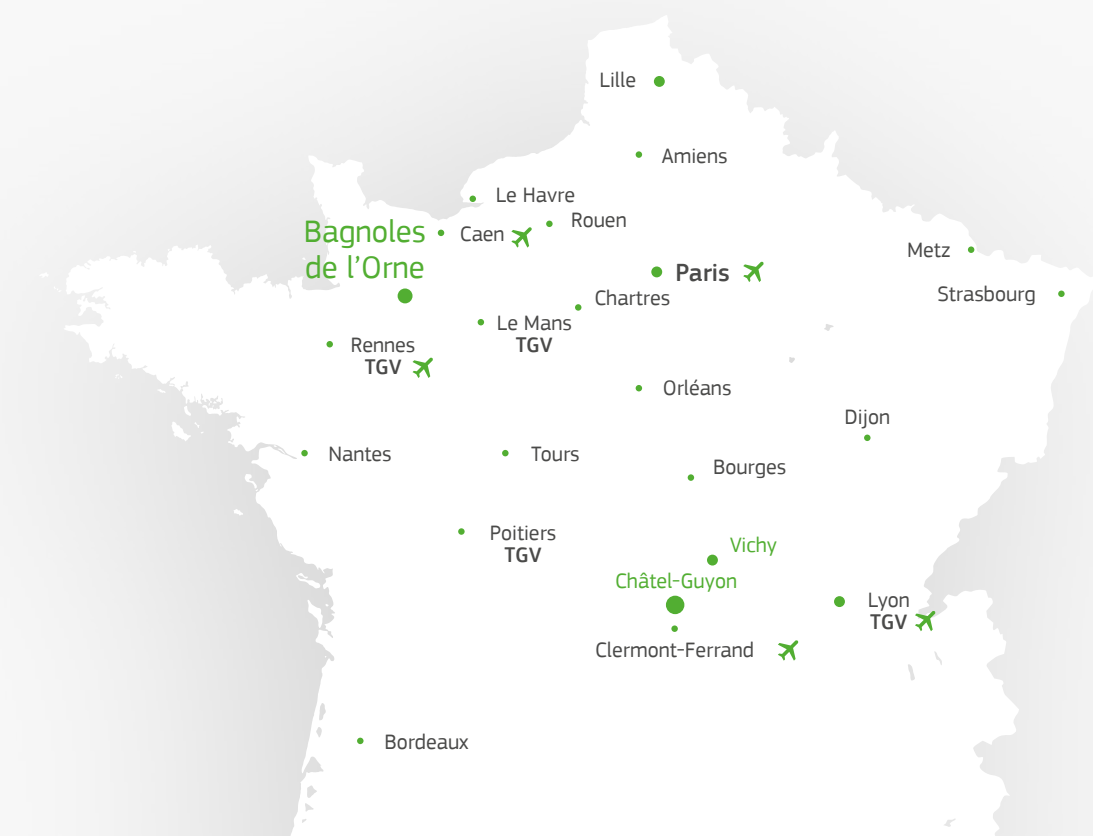 Lille
Amiens
Le Havre
Rouen
Bagnoles
de l’Orne
Caen
Metz
Paris
Strasbourg
Chartres
Le Mans
TGV
Rennes
TGV
Orléans
Dijon
Nantes
Tours
Bourges
Poitiers
TGV
Vichy
Châtel-Guyon
Lyon
TGV
Clermont-Ferrand
Bordeaux